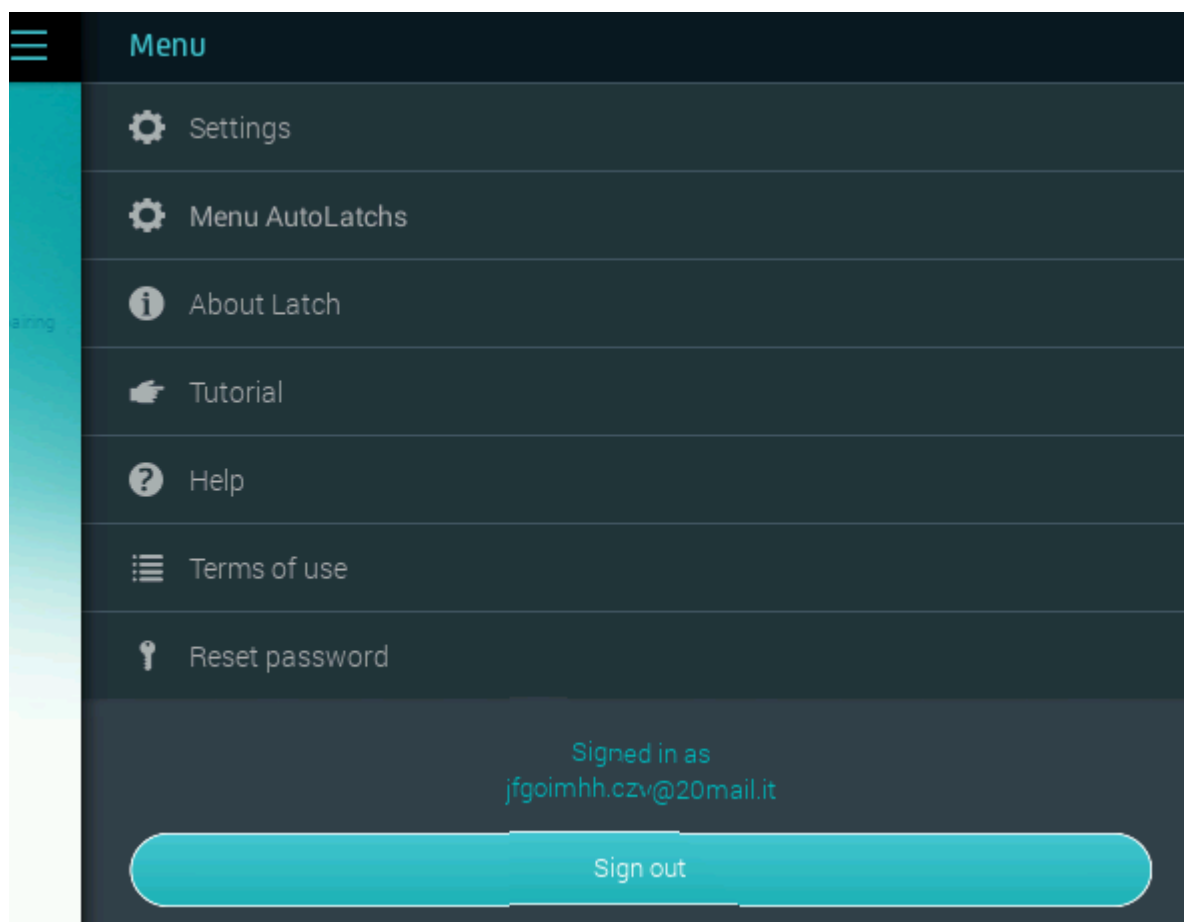 Menu
Settings
Menu AutoLatchs
About Latch
Tutorial
Help
Terms of use
Reset password
Signed in as
jfgoimhh.czv@20mail.it
Sign out